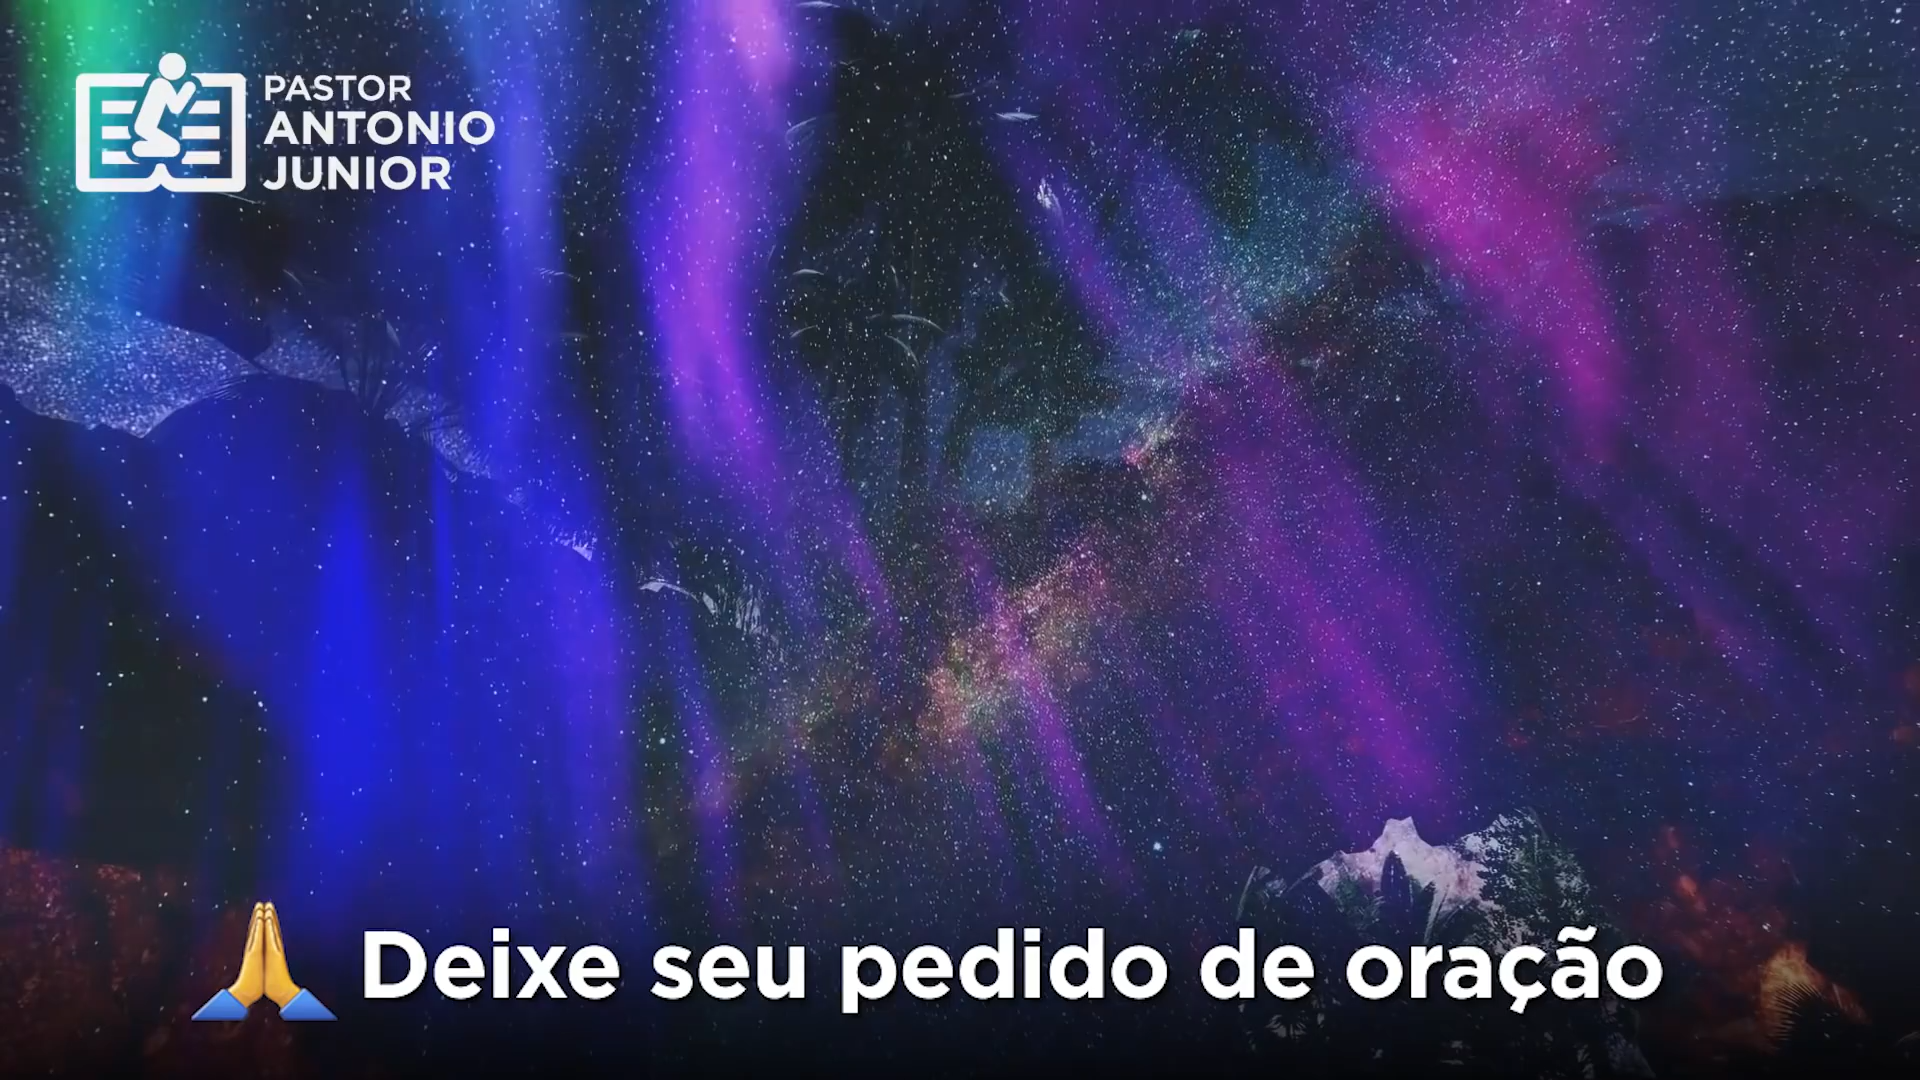 PASTOR
ANTONIO
JUNIOR
🙏 Deixe seu pedido de oração